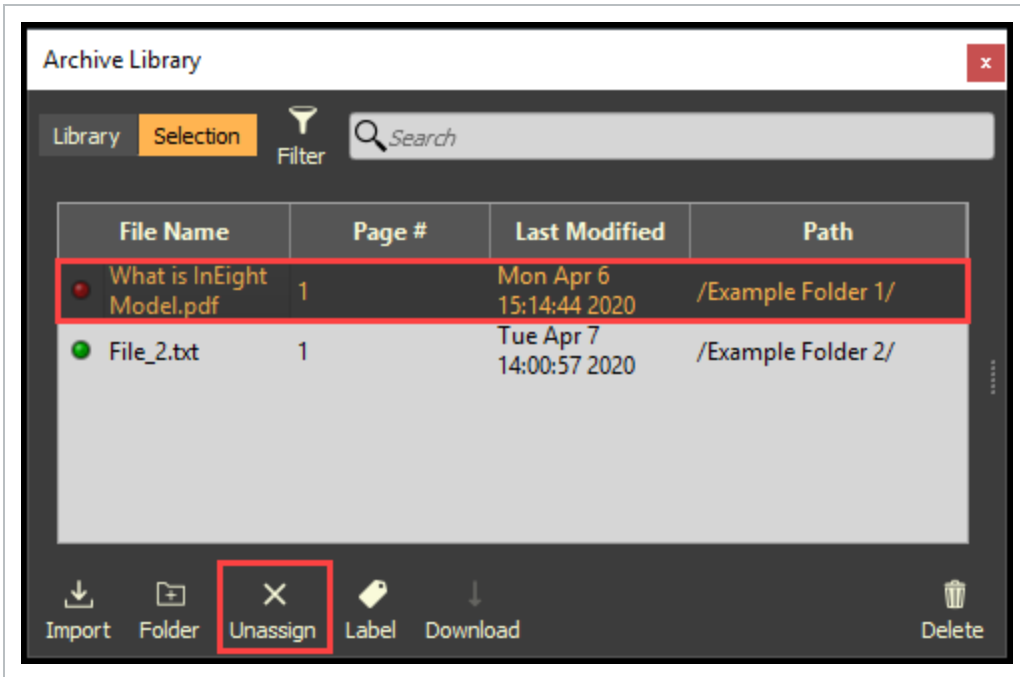 Archive Library
x
Library Selection Filter Search
File Name Page # Last Modified Path
What is InEight
Model.pdf 1 Mon Apr 6
15:14:44 2020 /Example Folder 1/
File_2.txt 1 Tue Apr 7
14:00:57 2020 /Example Folder 2/
Import Folder Unassign Label Download Delete